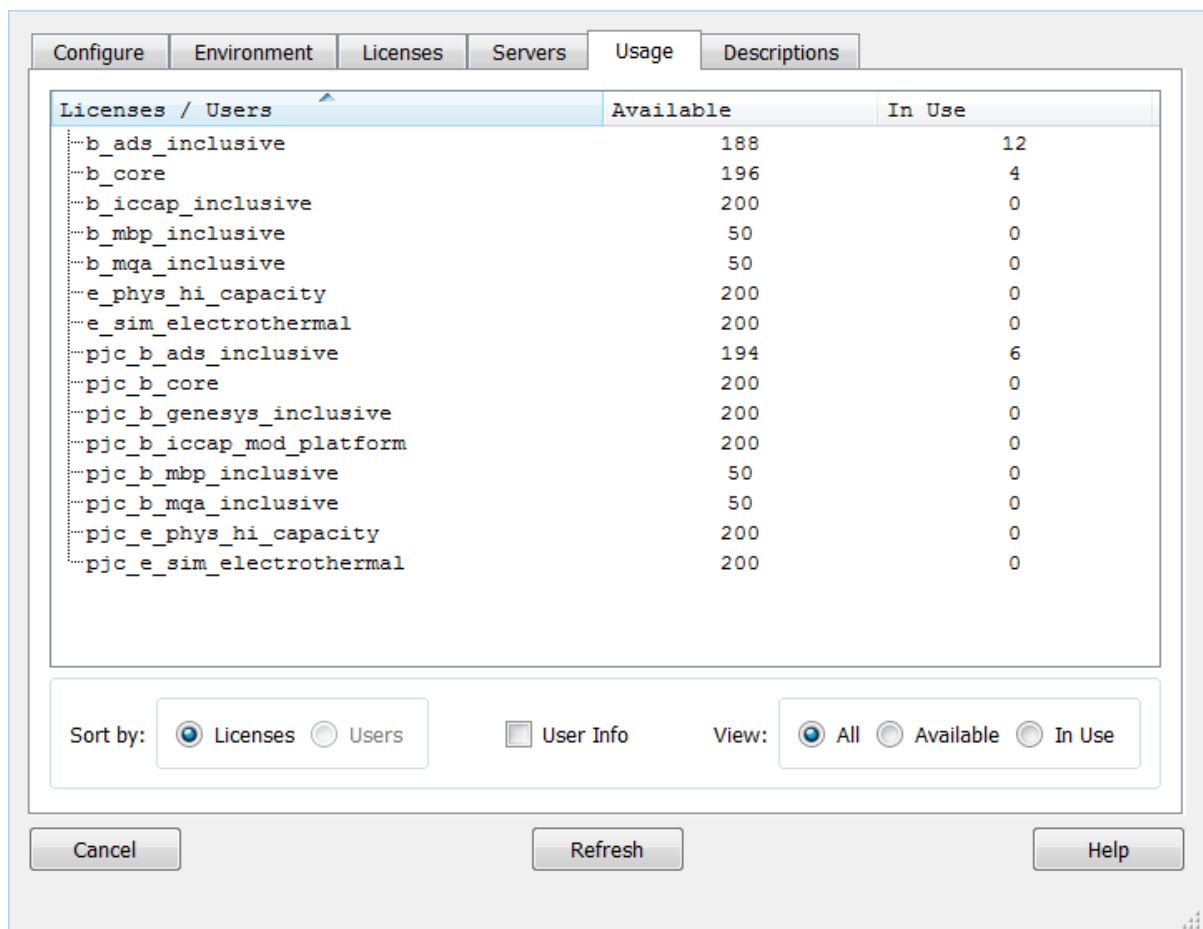 Configure Environment Licenses Servers Usage Descriptions
Licenses / Users Available In Use
b_ads_inclusive 188 12
b_core 196 4
b_iccap_inclusive 200 0
b_mbp_inclusive 50 0
b_mqa_inclusive 50 0
e_phys_hi_capacity 200 0
e_sim_electrothermal 200 0
pjc_b_ads_inclusive 194 6
pjc_b_core 200 0
pjc_b_genesys_inclusive 200 0
pjc_b_iccap_mod_platform 200 0
pjc_b_mbp_inclusive 50 0
pjc_b_mqa_inclusive 50 0
pjc_e_phys_hi_capacity 200 0
pjc_e_sim_electrothermal 200 0
Sort by: Licenses Users User Info View: All Available In Use
Cancel Refresh Help